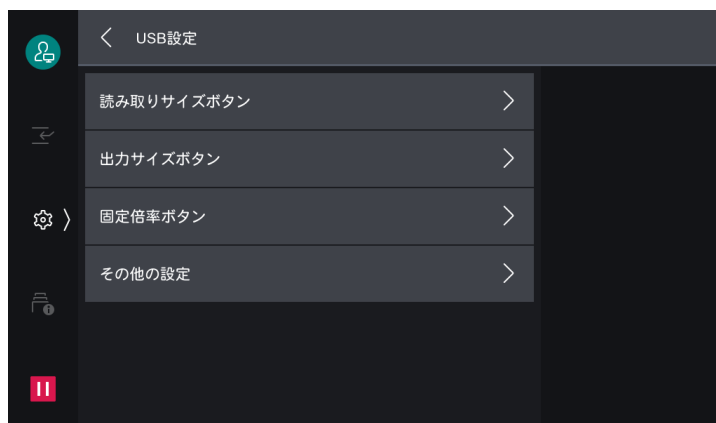 USB設定
読み取りサイズボタン
出力サイズボタン
固定倍率ボタン
その他の設定